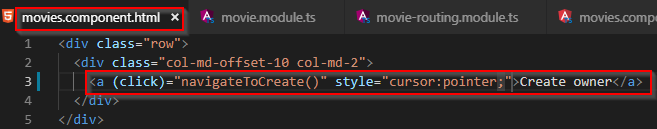 movies.component.html × movie.module.ts movie-routing.module.ts movies.compo
1 <div class="row">
2 <div class="col-md-offset-10 col-md-2">
3 <a (click)="navigateToCreate()" style="cursor:pointer;">Create owner</a>
4 </div>
5 </div>